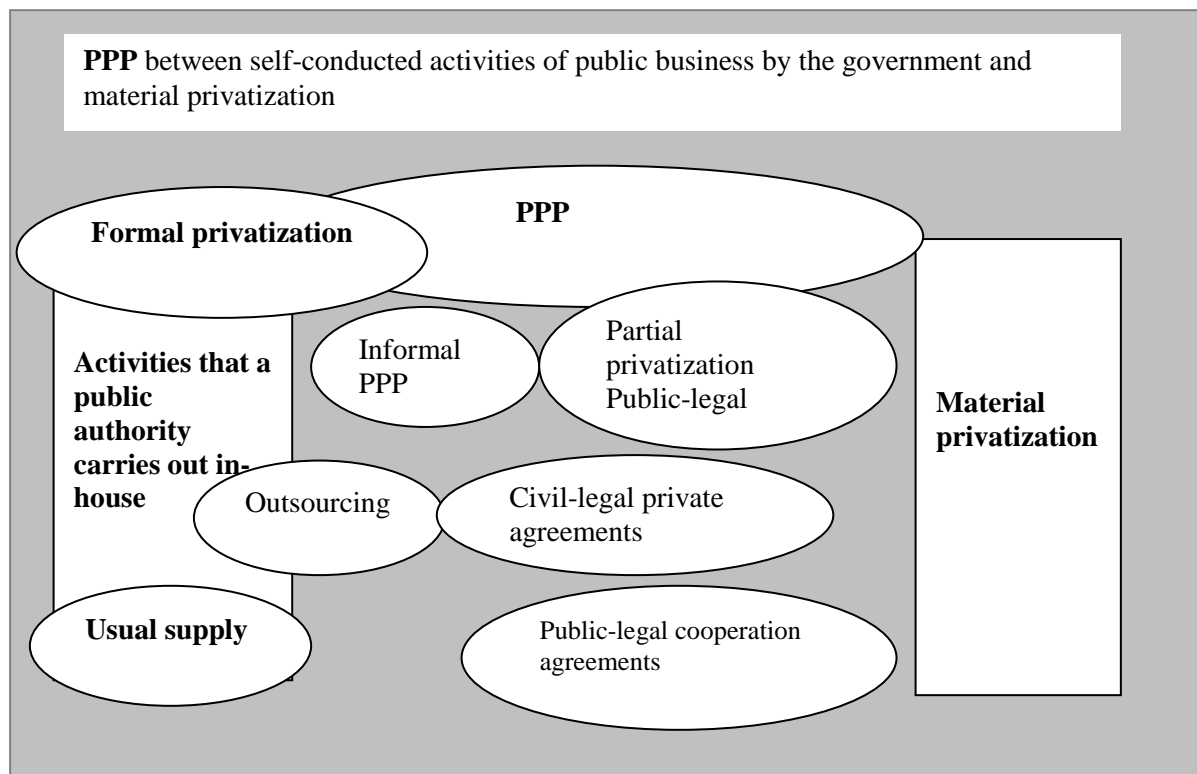 PPP between self-conducted activities of public business by the government and
material privatization
PPP
Formal privatization
Informal
PPP
Partial
privatization
Public-legal
Activities that a
public
authority
carries out in-
house
Material
privatization
Outsourcing
Civil-legal private
agreements
Usual supply
Public-legal cooperation
agreements